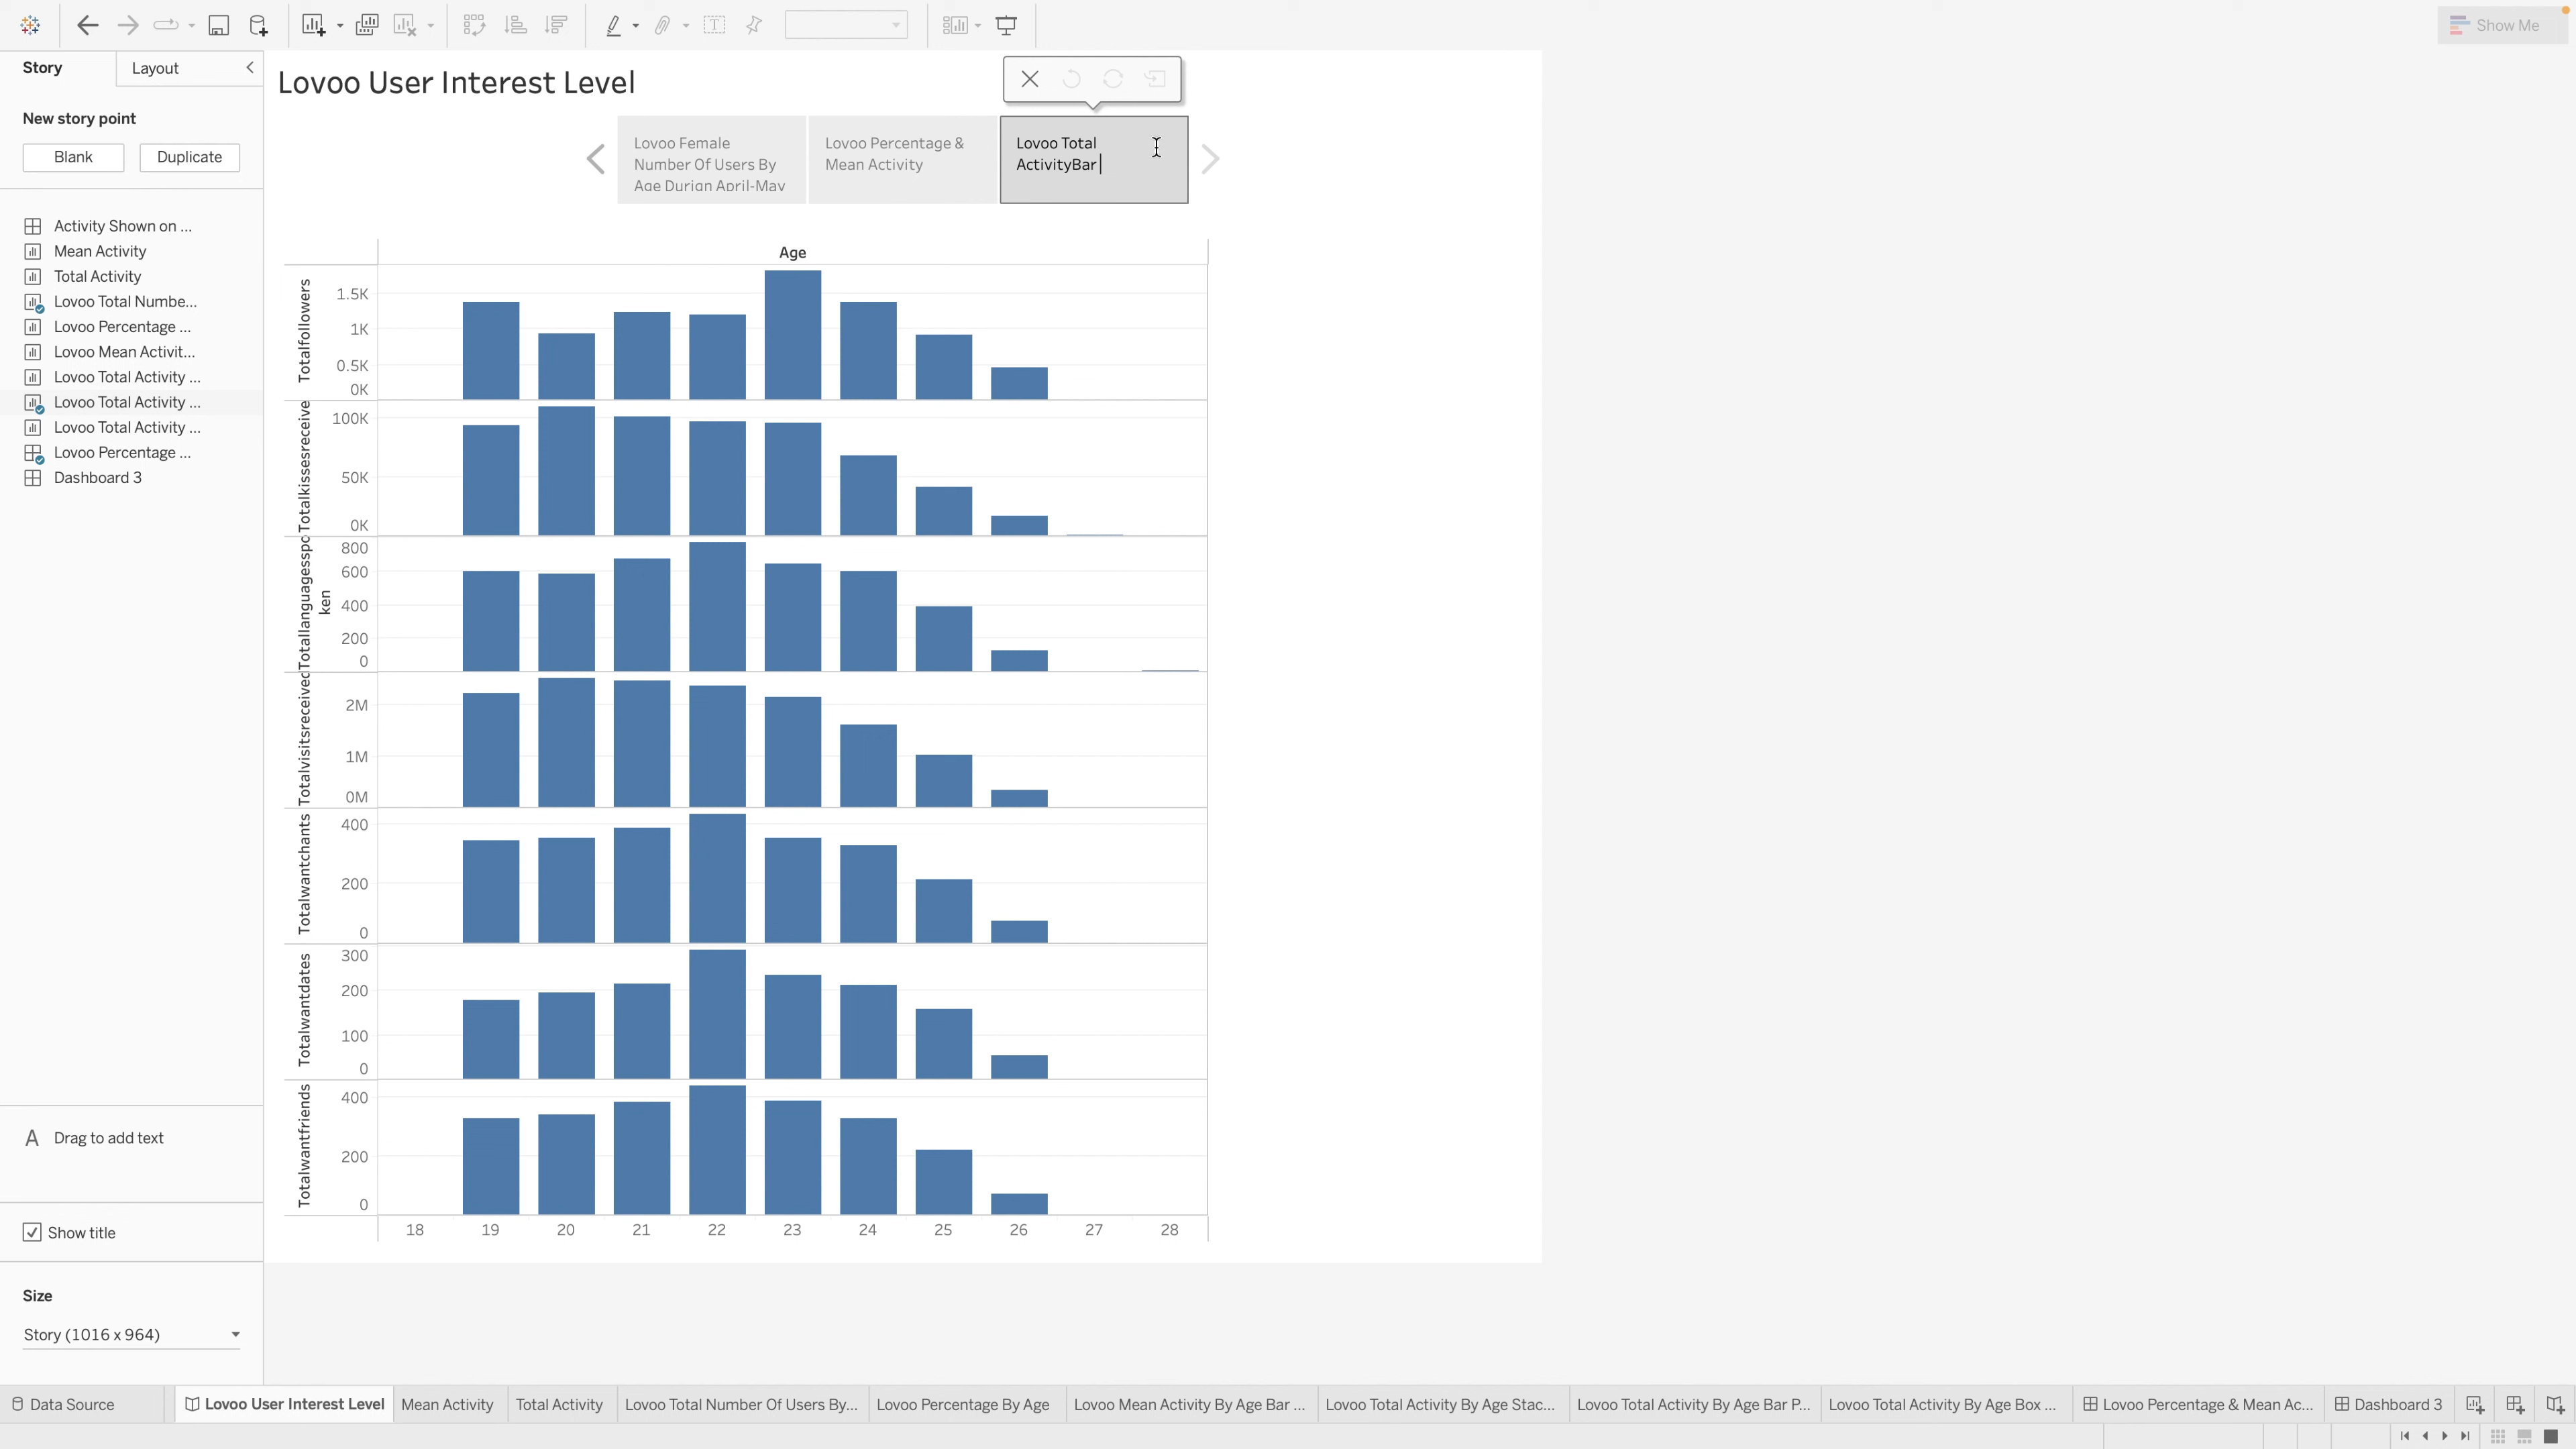 Show Me
Story
Layout
Lovoo User Interest Level
New story point
Blank
Duplicate
Lovoo Female
Number Of Users By
Age Durign April-May
Lovoo Percentage &
Mean Activity
Lovoo Total
ActivityBar
Activity Shown on ...
Mean Activity
Total Activity
Lovoo Total Numbe...
Lovoo Percentage ...
Lovoo Mean Activit...
Lovoo Total Activity ...
Lovoo Total Activity ...
Lovoo Total Activity ...
Lovoo Percentage ...
Dashboard 3
Age
Totalfollowers
1.5K
1K
0.5K
0K
Totalkissesreceive
100K
50K
0K
Totallanguagesspo
ken
800
600
400
200
0
Totalvisitsreceived
2M
1M
0M
Totalwantchants
400
200
0
Totalwantdates
300
200
100
0
Totalwantfriends
400
200
0
18 19 20 21 22 23 24 25 26 27 28
A Drag to add text
Show title
Size
Story (1016 x 964)
Data Source
Lovoo User Interest Level
Mean Activity
Total Activity
Lovoo Total Number Of Users By...
Lovoo Percentage By Age
Lovoo Mean Activity By Age Bar ...
Lovoo Total Activity By Age Stac...
Lovoo Total Activity By Age Bar P...
Lovoo Total Activity By Age Box ...
Lovoo Percentage & Mean Ac...
Dashboard 3